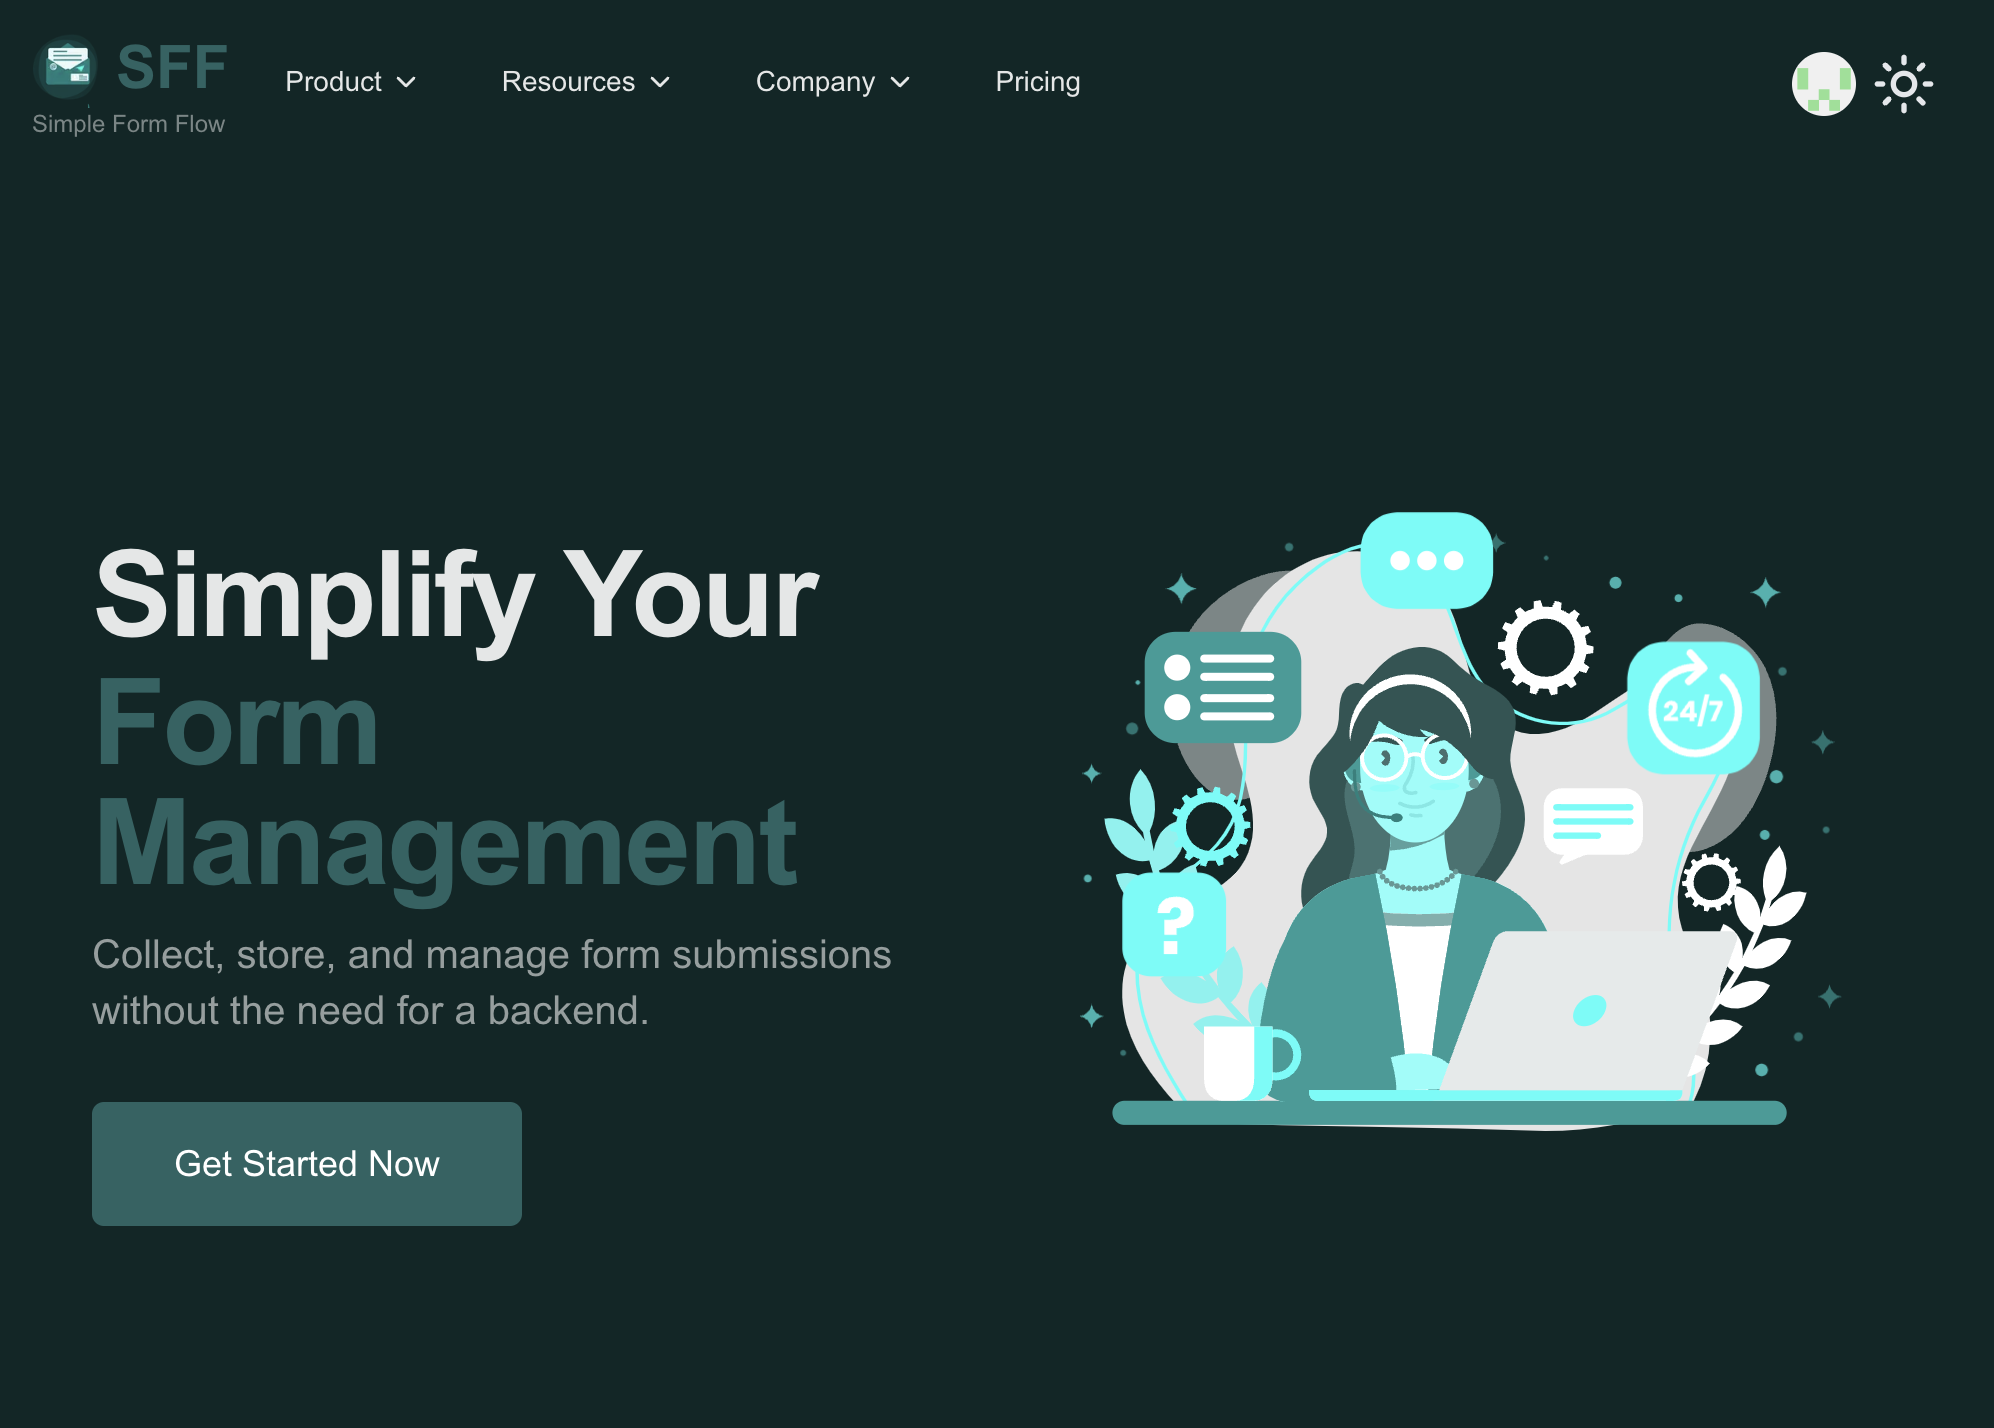 SFF
Simple Form Flow
Product
Resources
Company
Pricing
Simplify Your
Form
Management
Collect, store, and manage form submissions
without the need for a backend.
Get Started Now
24/7
?